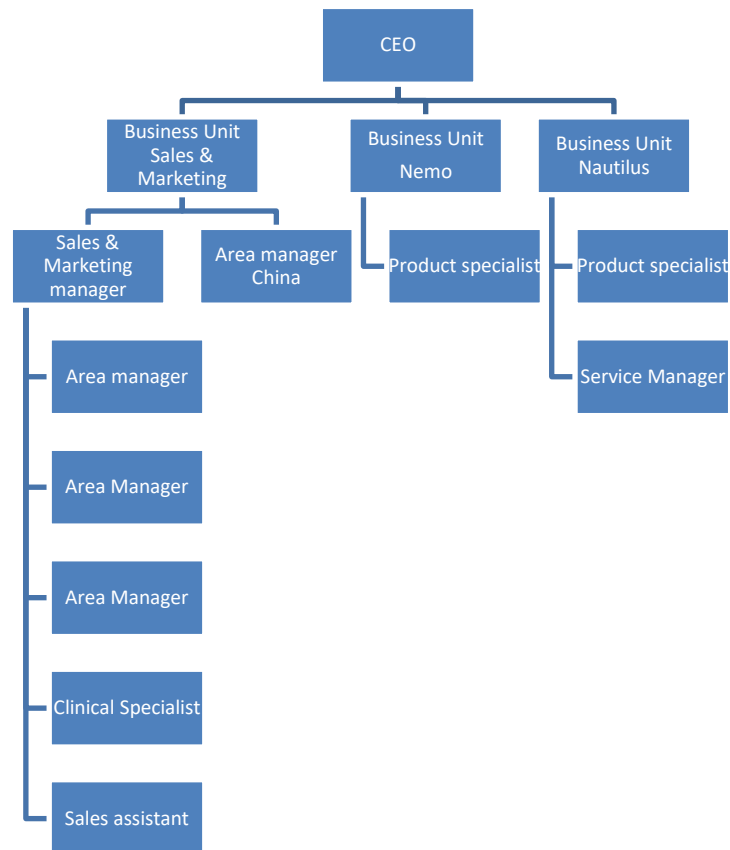 CEO
Business Unit
Sales &
Marketing
Business Unit
Nemo
Business Unit
Nautilus
Sales &
Marketing
manager
Area manager
China
Product specialist
Product specialist
Area manager
Service Manager
Area Manager
Area Manager
Clinical Specialist
Sales assistant